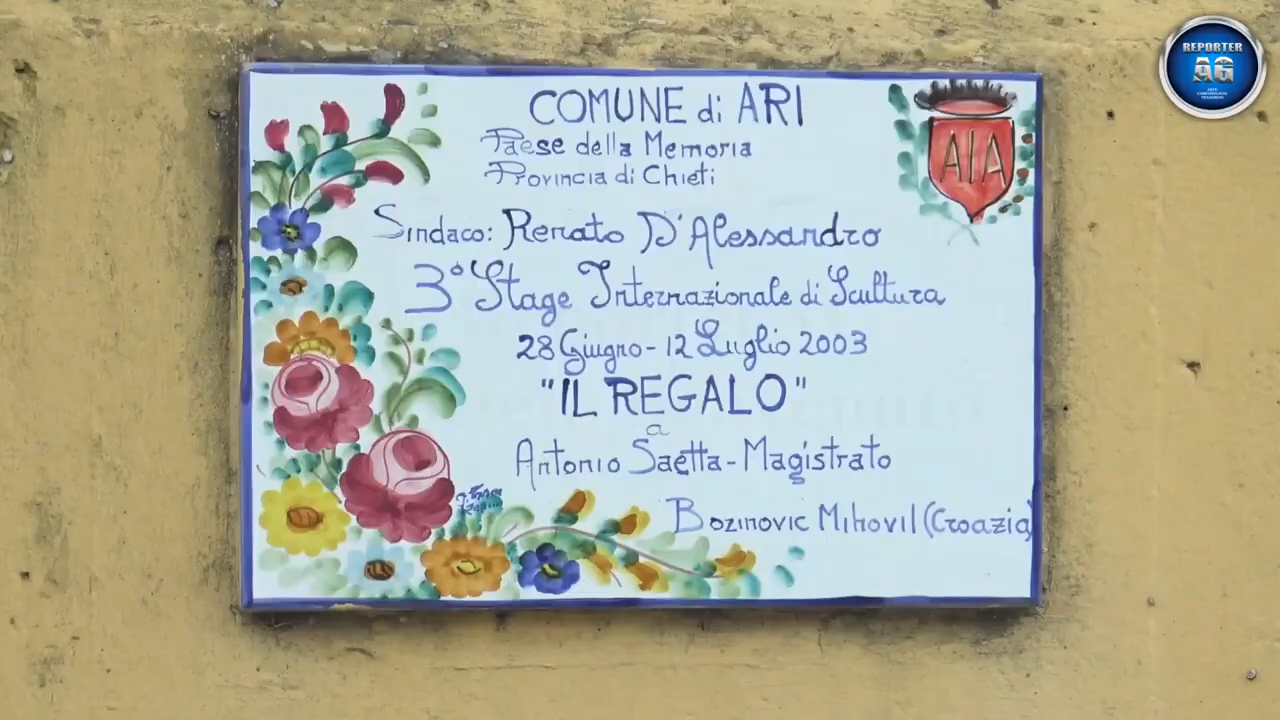 COMUNE di ARI
Paese della Memoria
Provincia di Chieti
AIA
Sindaco: Renato D'Alessandro
3° Stage Internazionale di Scultura
28 Giugno - 12 Luglio 2003
"IL REGALO"
a
Antonio Saetta - Magistrato
Bozinovic Mihovil (Croazia)
REPORTER
AG